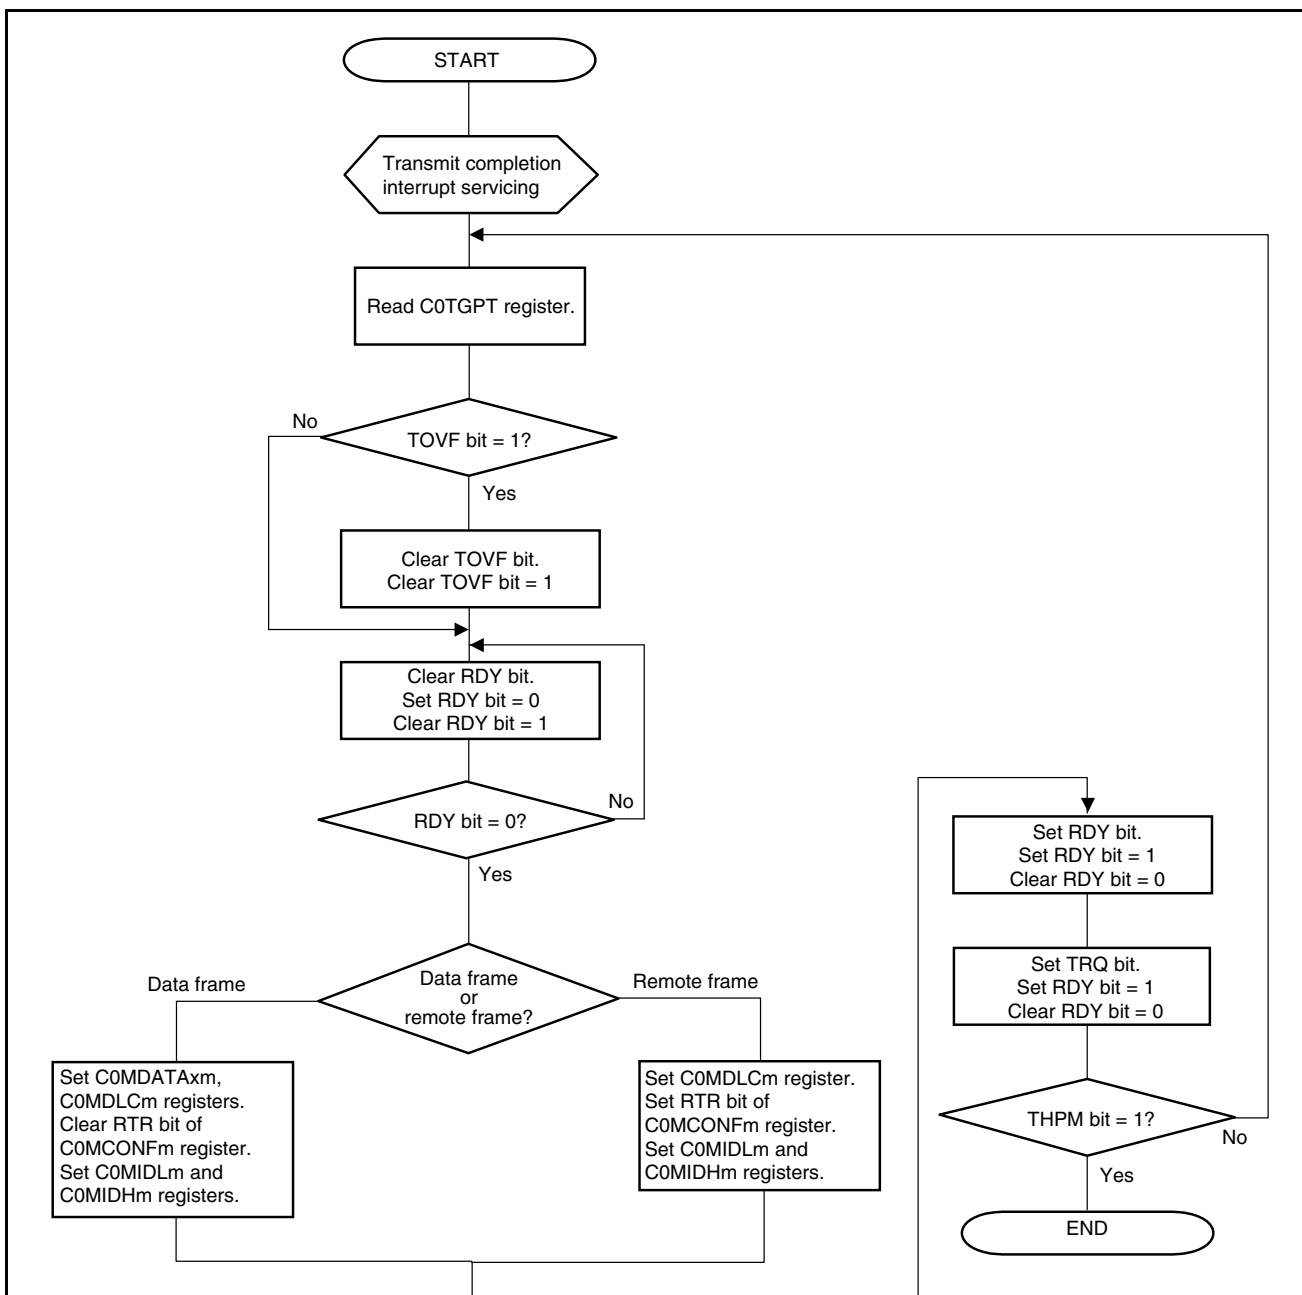 START
Transmit completion
interrupt servicing
Read C0TGPT register.
No
TOVF bit = 1?
Yes
Clear TOVF bit.
Clear TOVF bit = 1
Clear RDY bit.
Set RDY bit = 0
Clear RDY bit = 1
No
RDY bit = 0?
Yes
Data frame
Data frame
or
remote frame?
Remote frame
Set C0MDATAxm,
C0MDLCm registers.
Clear RTR bit of
C0MCONFm register.
Set C0MIDLm and
C0MIDHm registers.
Set C0MDLCm register.
Set RTR bit of
C0MCONFm register.
Set C0MIDLm and
C0MIDHm registers.
Set RDY bit.
Set RDY bit = 1
Clear RDY bit = 0
Set TRQ bit.
Set RDY bit = 1
Clear RDY bit = 0
THPM bit = 1?
No
Yes
END